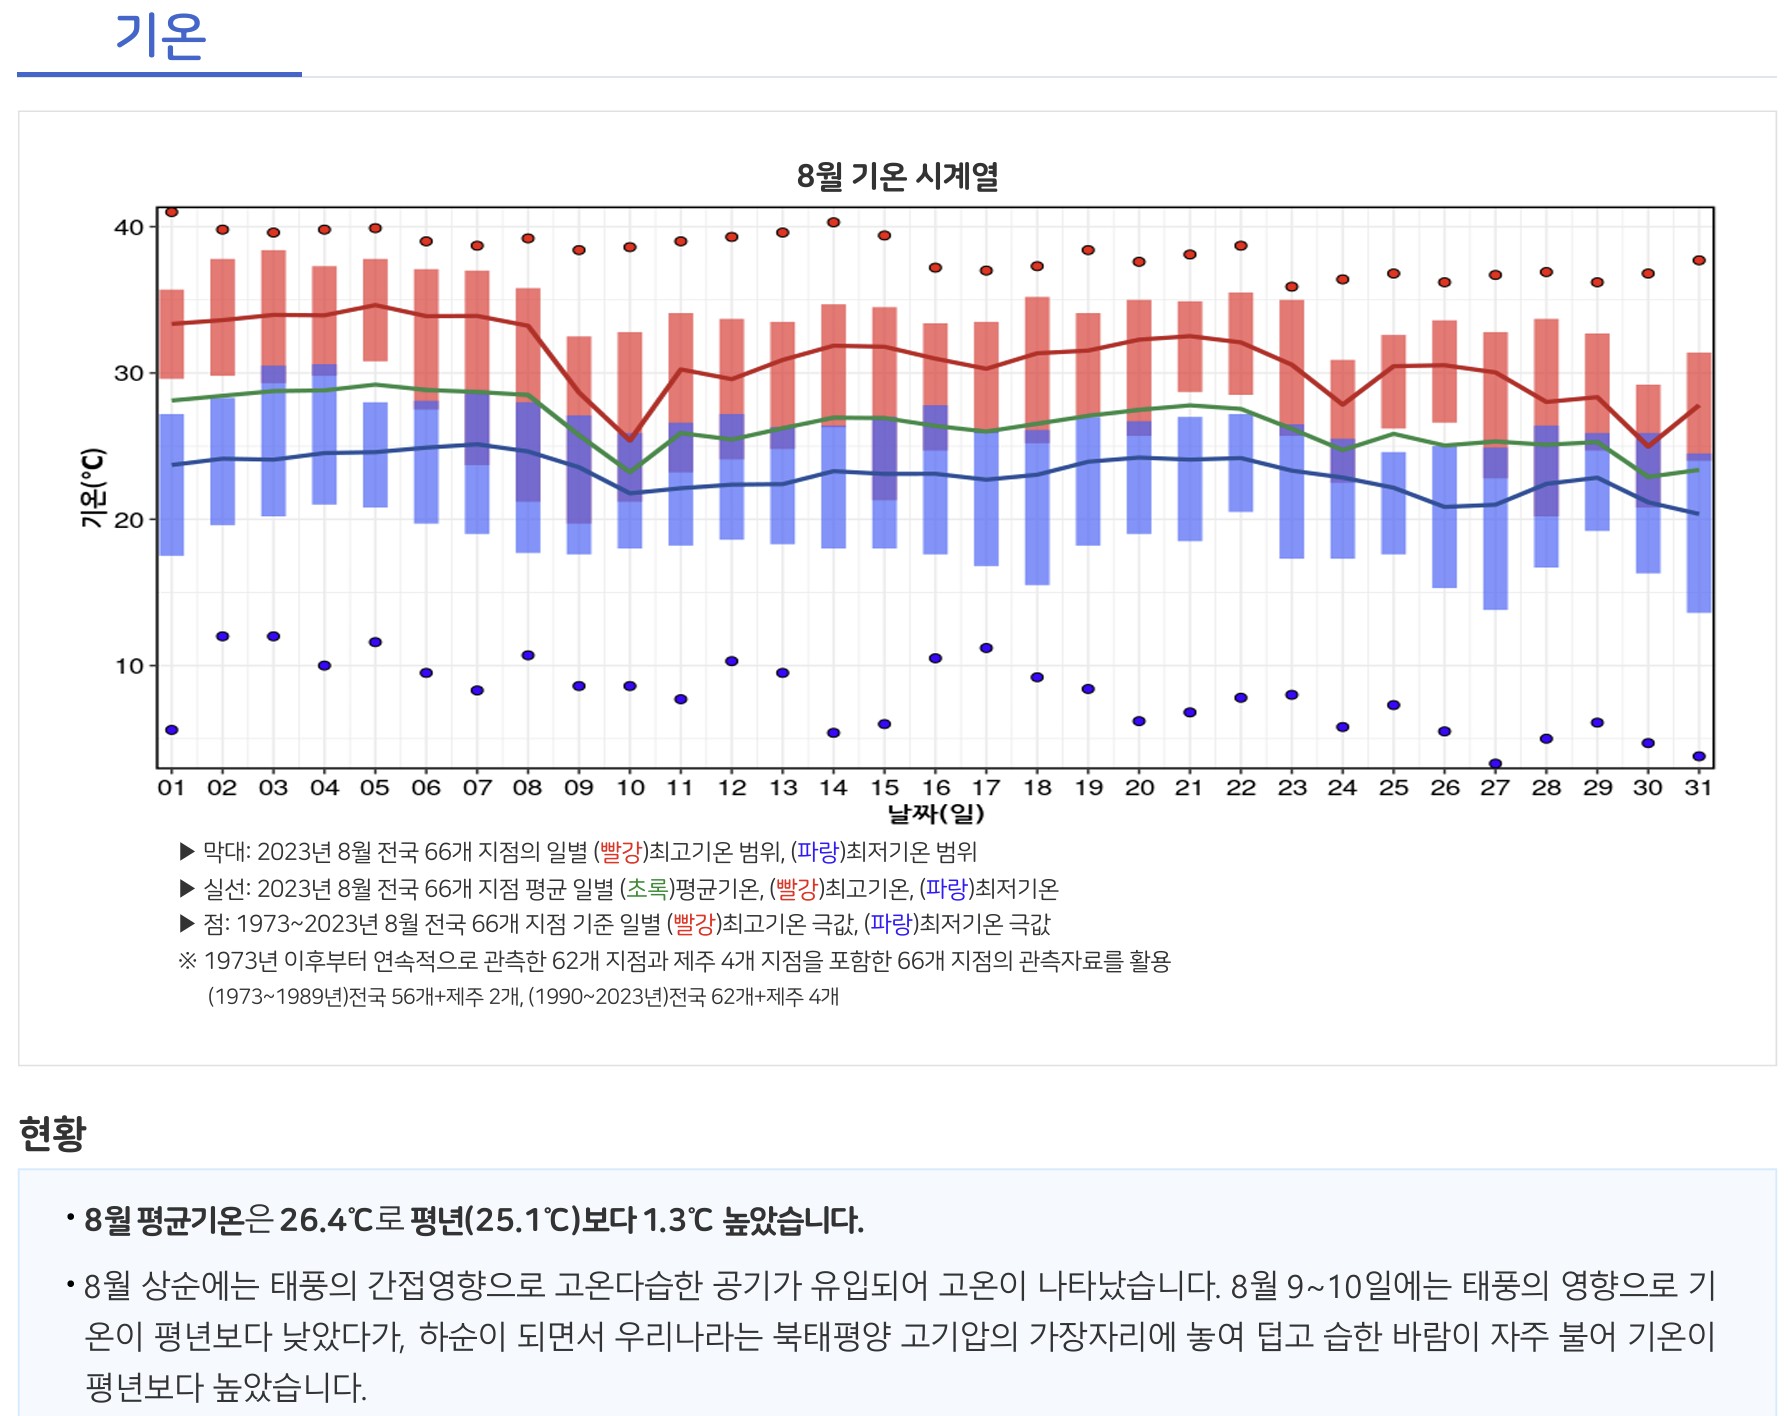 기온
8월 기온 시계열
40
30
20
10
기온(℃)
01 02 03 04 05 06 07 08 09 10 11 12 13 14 15 16 17 18 19 20 21 22 23 24 25 26 27 28 29 30 31
날짜(일)
▶ 막대: 2023년 8월 전국 66개 지점의 일별 (빨강)최고기온 범위, (파랑)최저기온 범위
▶ 실선: 2023년 8월 전국 66개 지점 평균 일별 (초록)평균기온, (빨강)최고기온, (파랑)최저기온
▶ 점: 1973~2023년 8월 전국 66개 지점 기준 일별 (빨강)최고기온 극값, (파랑)최저기온 극값
※ 1973년 이후부터 연속적으로 관측한 62개 지점과 제주 4개 지점을 포함한 66개 지점의 관측자료를 활용
(1973~1989년)전국 56개+제주 2개, (1990~2023년)전국 62개+제주 4개
현황
• 8월 평균기온은 26.4℃로 평년(25.1℃)보다 1.3℃ 높았습니다.
• 8월 상순에는 태풍의 간접영향으로 고온다습한 공기가 유입되어 고온이 나타났습니다. 8월 9~10일에는 태풍의 영향으로 기
온이 평년보다 낮았다가, 하순이 되면서 우리나라는 북태평양 고기압의 가장자리에 놓여 덥고 습한 바람이 자주 불어 기온이
평년보다 높았습니다.